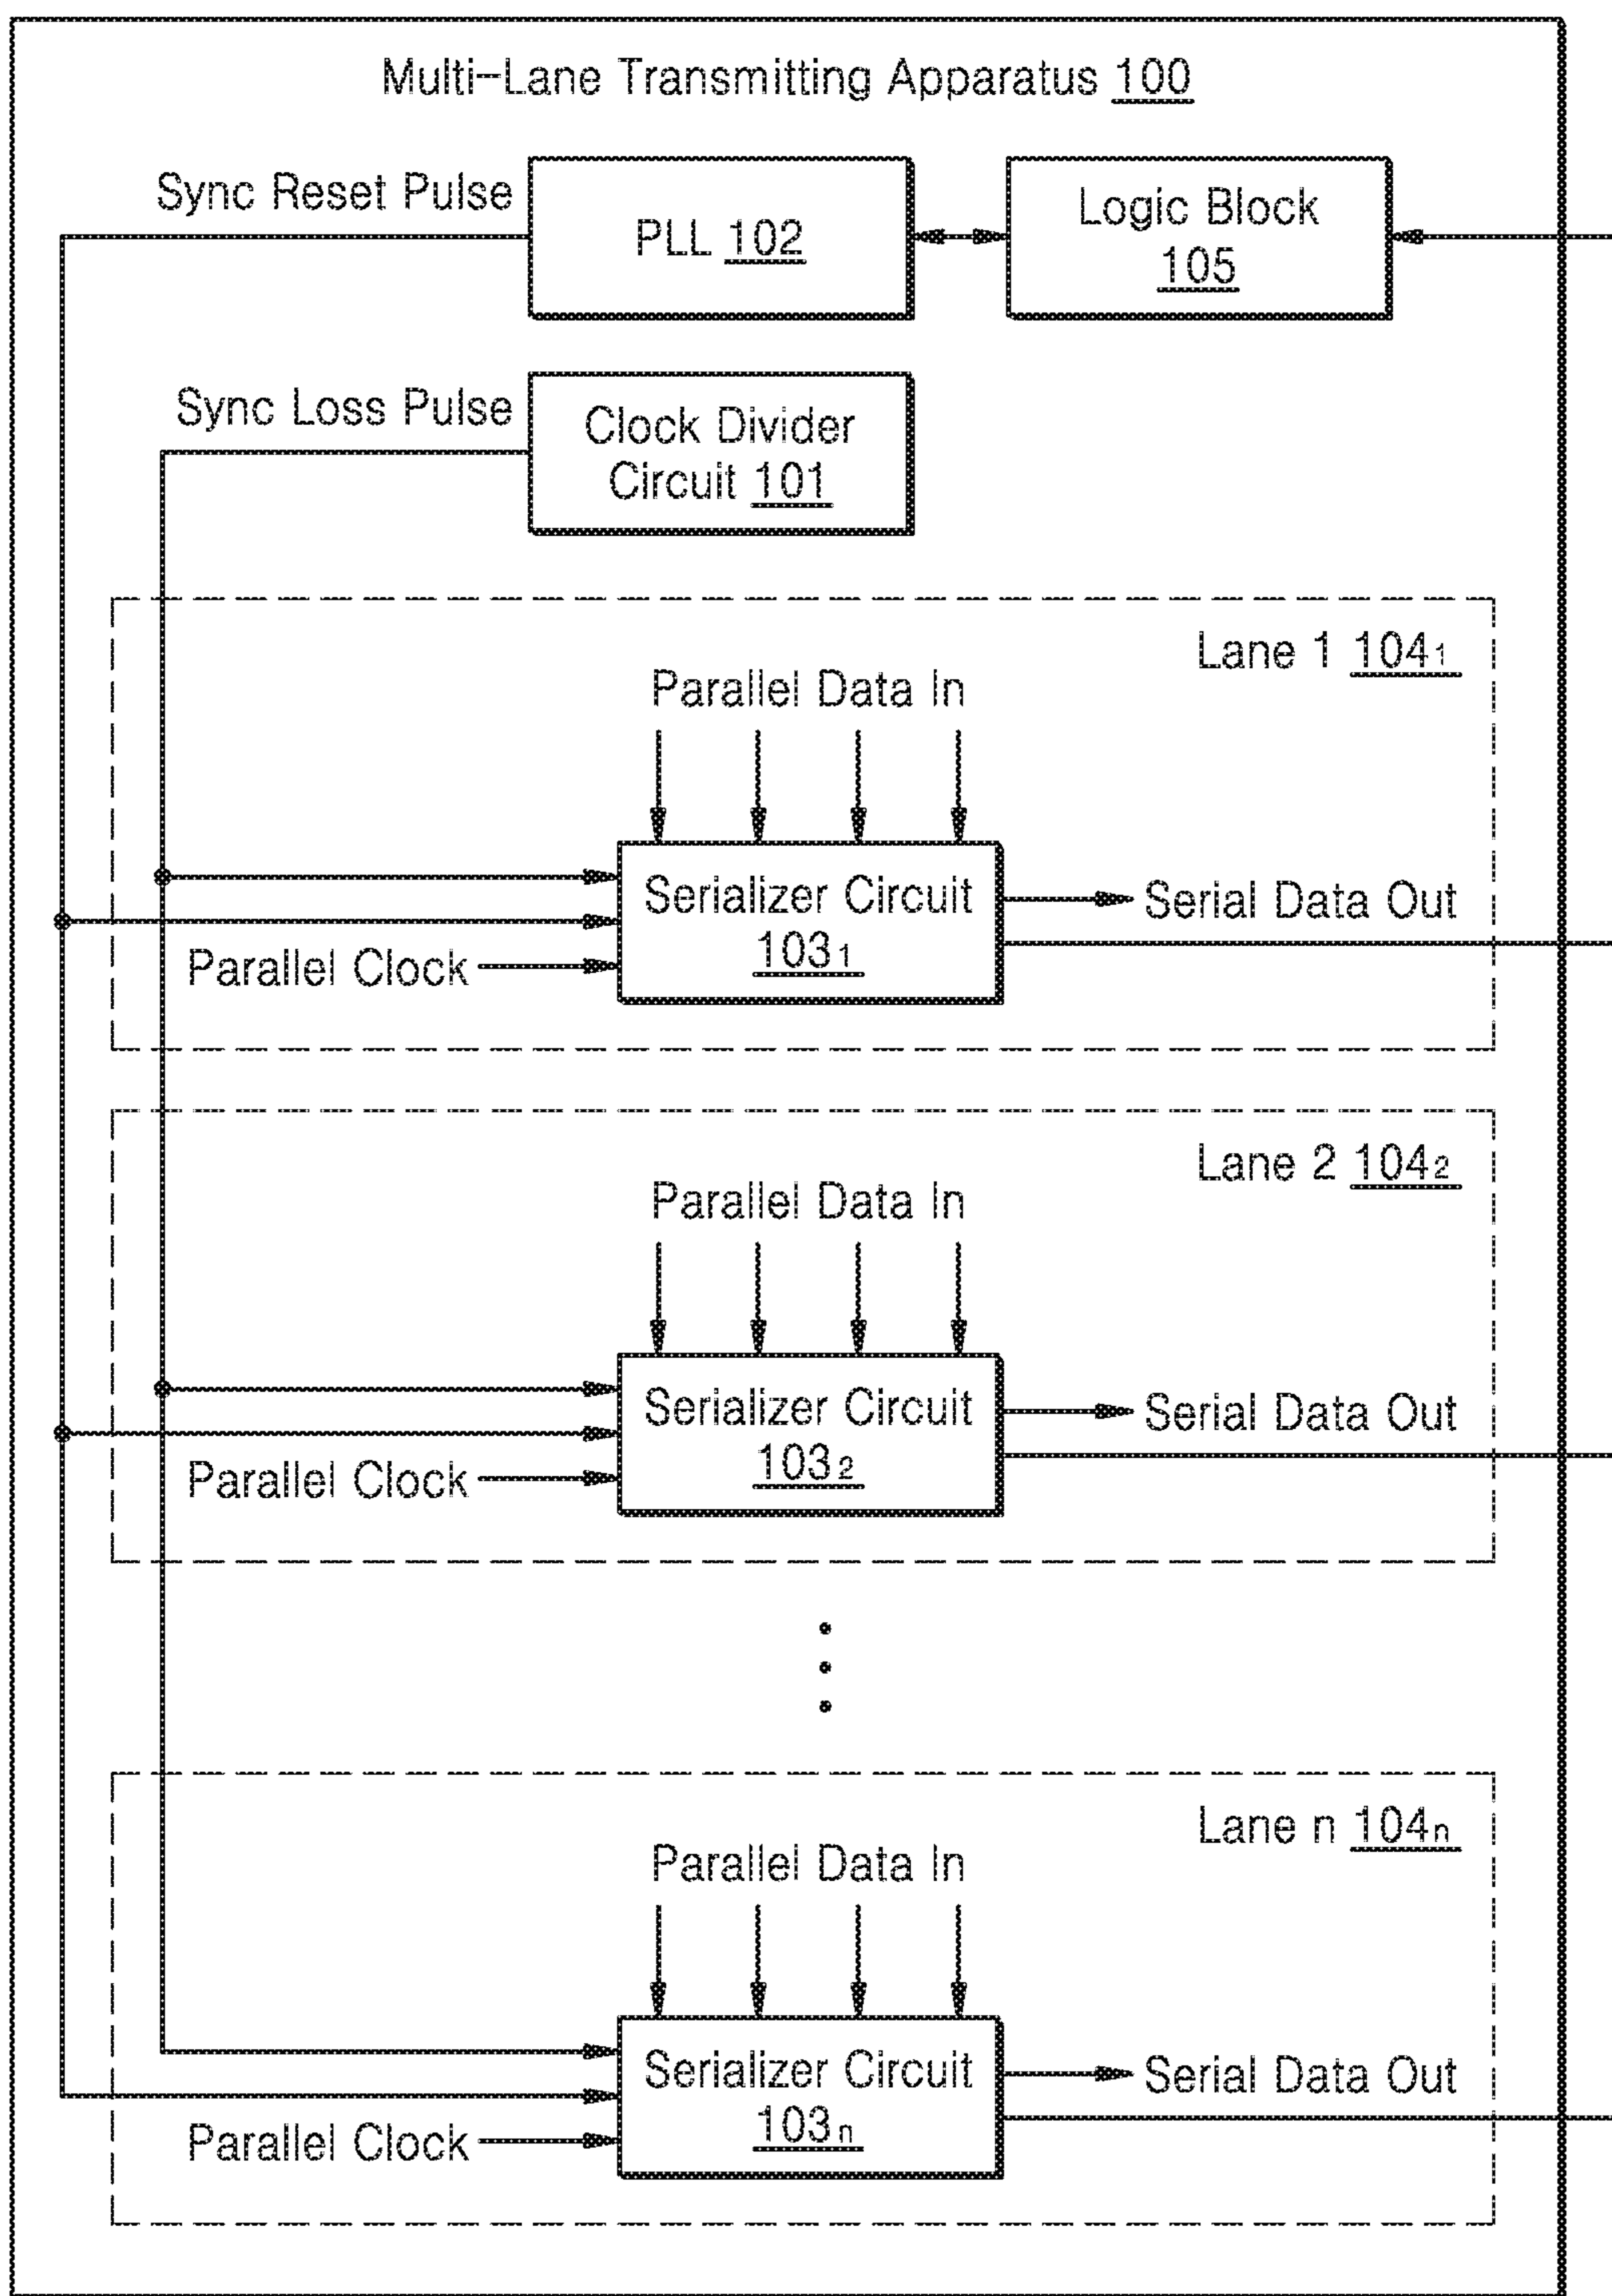 Multi-Lane Transmitting Apparatus 100
Sync Reset Pulse
PLL 102
Logic Block
105
Sync Loss Pulse
Clock Divider
Circuit 101
Lane 1 104₁
Parallel Data In
Serializer Circuit
103₁
Serial Data Out
Parallel Clock
Lane 2 104₂
Parallel Data In
Serializer Circuit
103₂
Serial Data Out
Parallel Clock
Lane n 104ₙ
Parallel Data In
Serializer Circuit
103ₙ
Serial Data Out
Parallel Clock